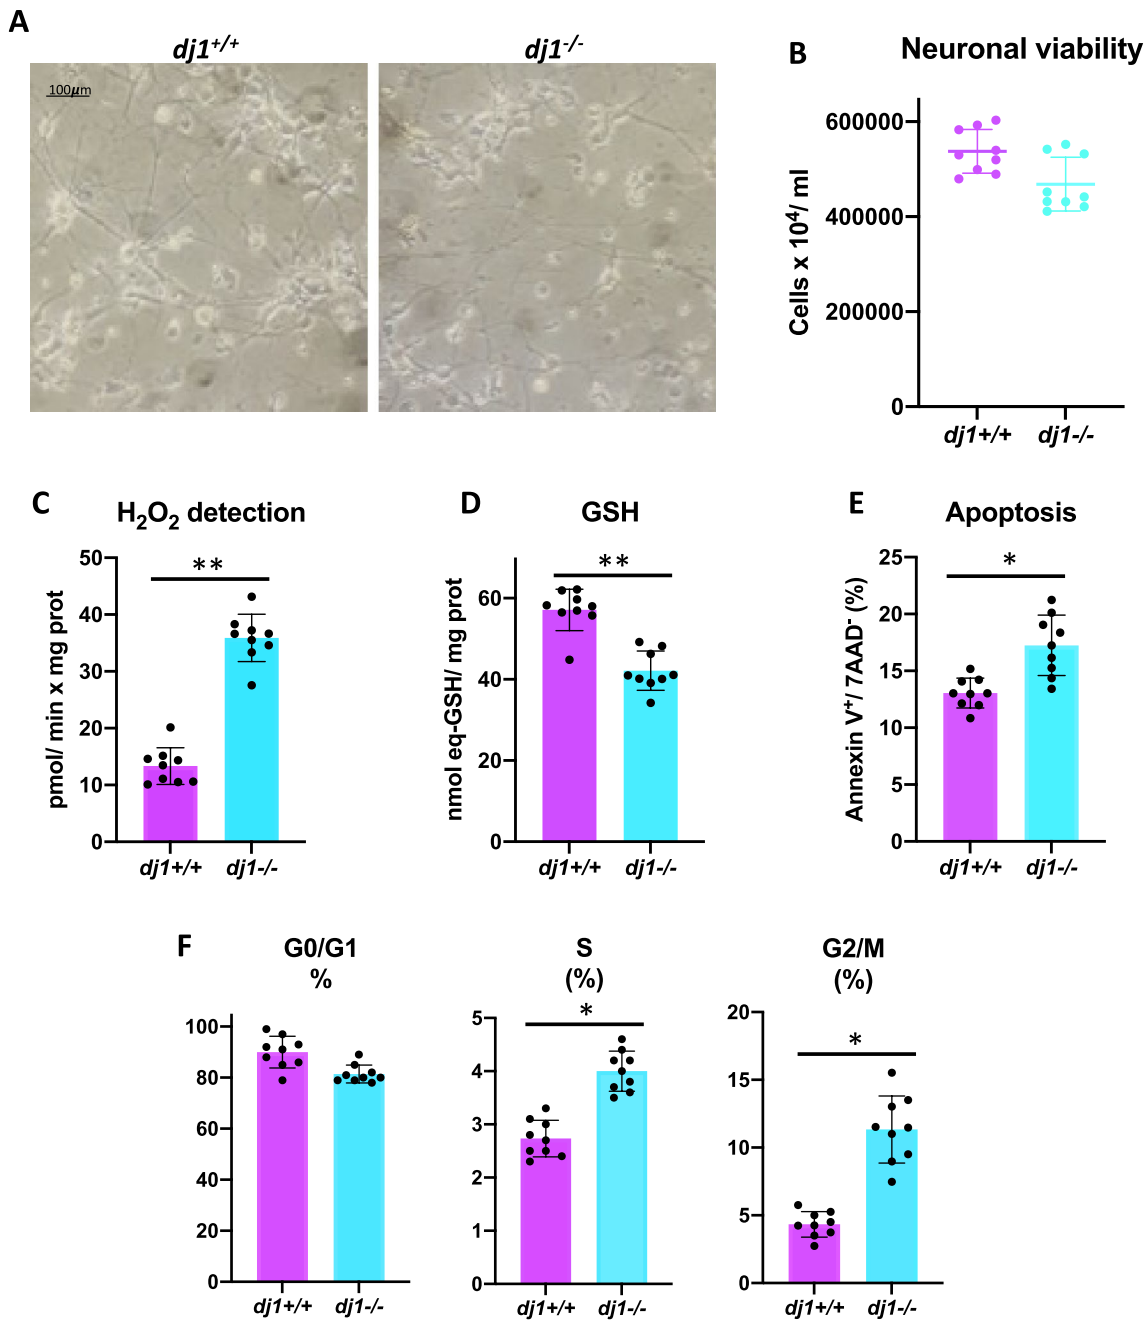 A
dj1+/+
dj1-/-
100μm
B
Neuronal viability
Cells x 10⁴/ ml
600000
400000
200000
0
dj1+/+
dj1-/-
C
H₂O₂ detection
**
pmol/ min x mg prot
50
40
30
20
10
0
dj1+/+
dj1-/-
D
GSH
**
nmol eq-GSH/ mg prot
60
40
20
0
dj1+/+
dj1-/-
E
Apoptosis
*
Annexin V⁺/ 7AAD⁻ (%)
25
20
15
10
5
0
dj1+/+
dj1-/-
F
G0/G1
%
100
80
60
40
20
0
dj1+/+
dj1-/-
S
(%)
*
5
4
3
2
1
0
dj1+/+
dj1-/-
G2/M
(%)
*
20
15
10
5
0
dj1+/+
dj1-/-